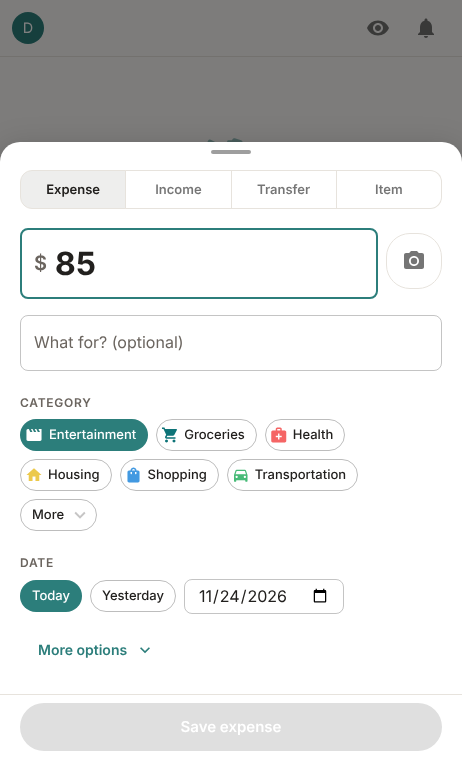 D
Expense Income Transfer Item
$ 85
What for? (optional)
CATEGORY
Entertainment Groceries Health
Housing Shopping Transportation
More
DATE
Today Yesterday 11/24/2026
More options
Save expense